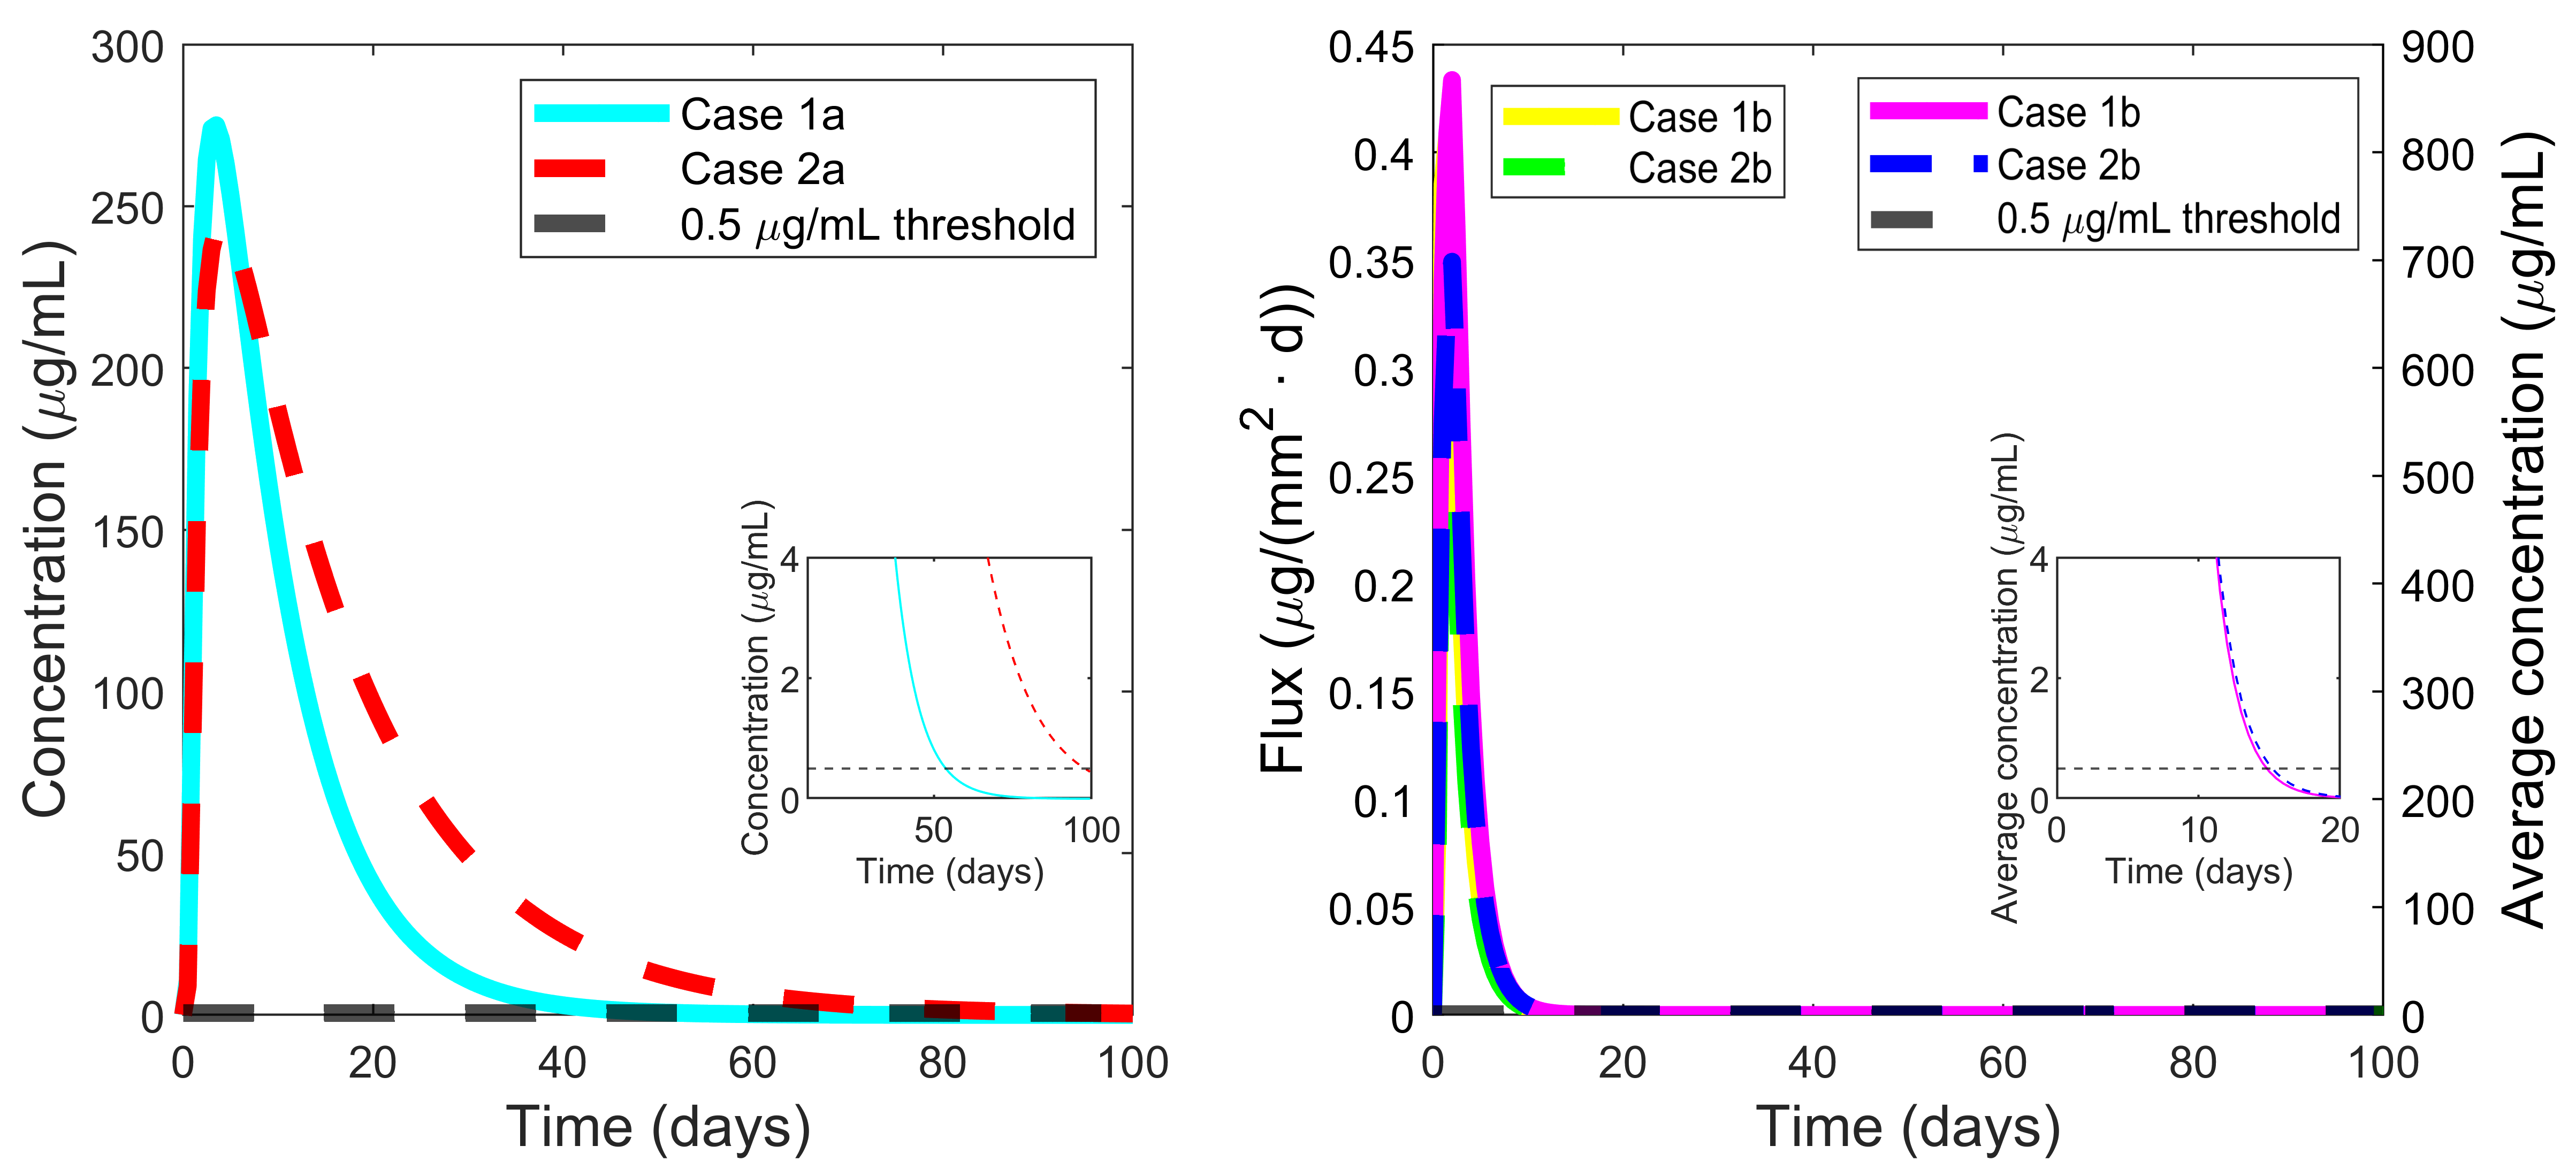 300
250
200
150
100
50
0
0 20 40 60 80 100
Time (days)
Concentration (μg/mL)
Case 1a
Case 2a
0.5 μg/mL threshold
Concentration (μg/mL)
4
2
0
50 100
Time (days)
0.45
0.4
0.35
0.3
0.25
0.2
0.15
0.1
0.05
0
Flux (μg/(mm² · d))
0 20 40 60 80 100
Time (days)
Case 1b
Case 2b
Case 1b
Case 2b
0.5 μg/mL threshold
Average concentration (μg/mL)
4
2
0
0 10 20
Time (days)
900
800
700
600
500
400
300
200
100
0
Average concentration (μg/mL)